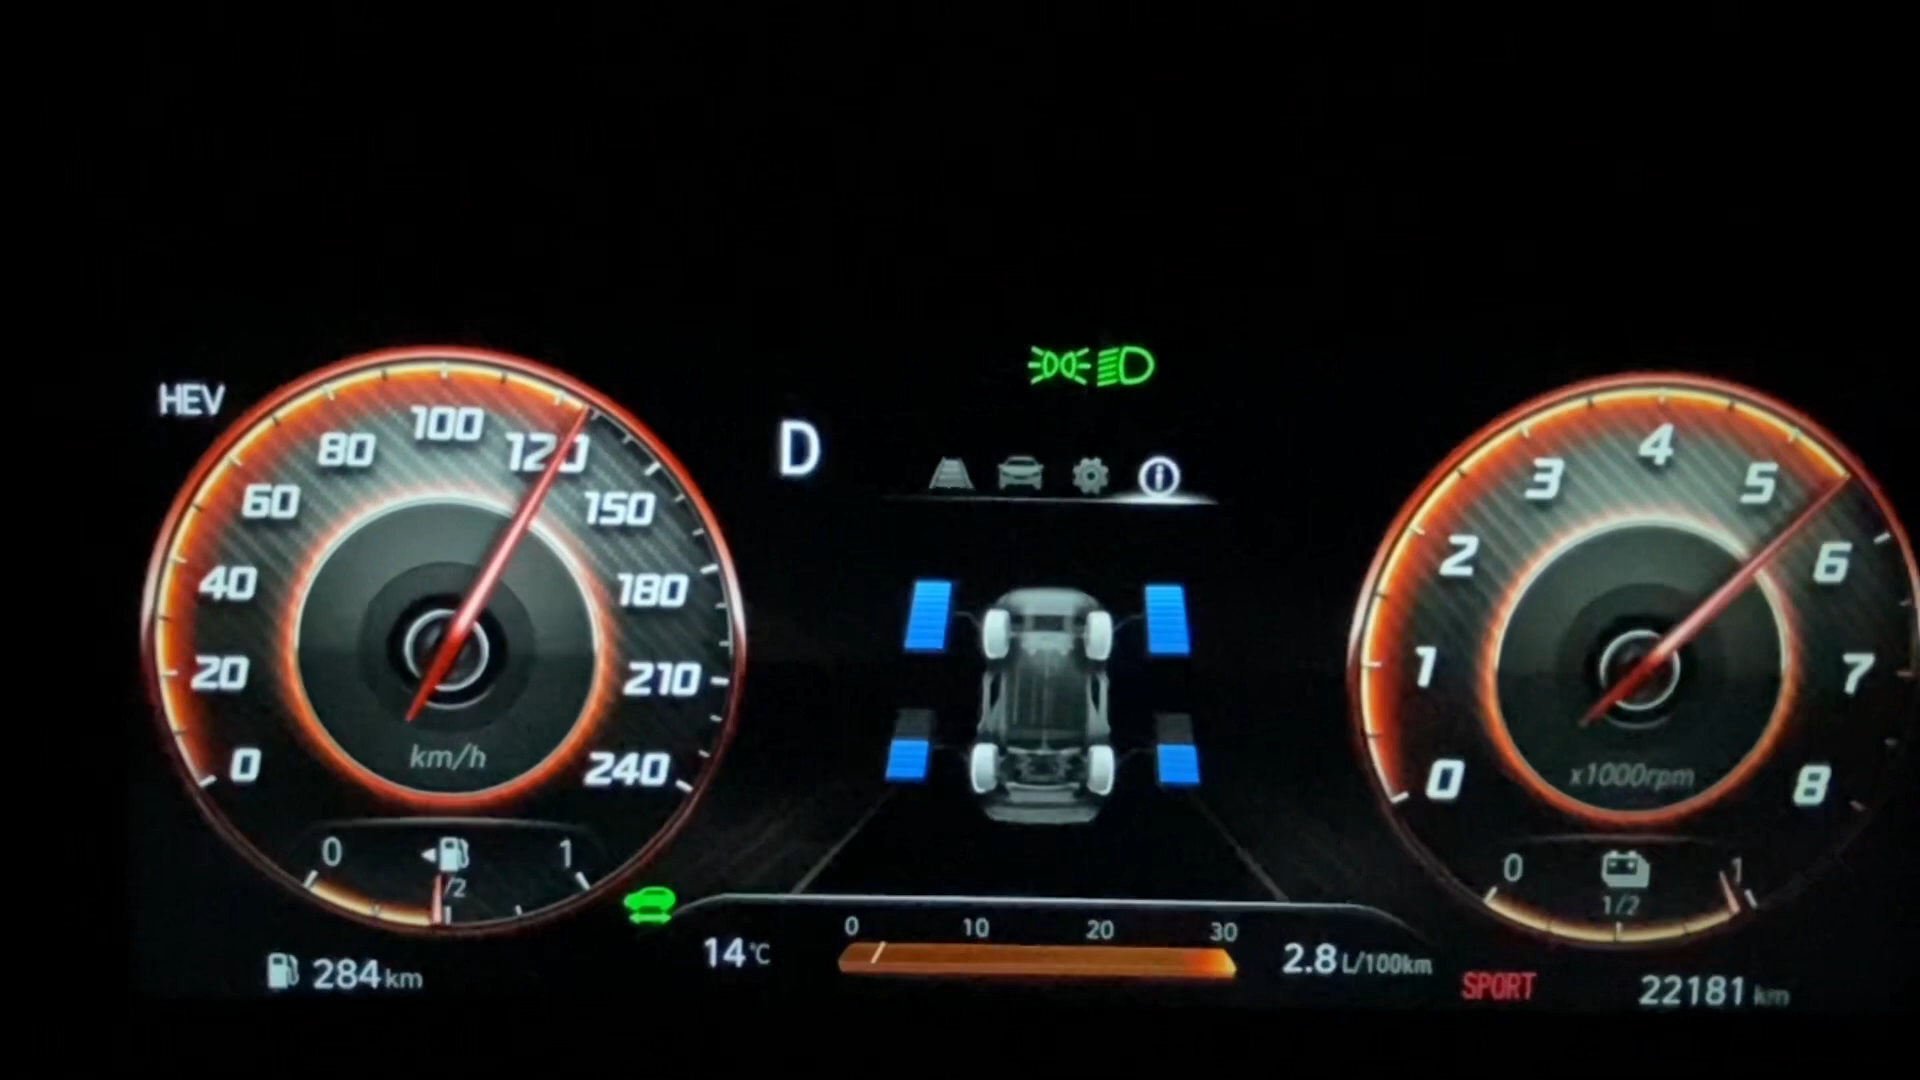 HEV
D
0 20 40 60 80 100 120 150 180 210 240
km/h
0 1/2 1
284 km
14°C
0 10 20 30
2.8 L/100km
0 1 2 3 4 5 6 7 8
x1000rpm
0 1/2 1
SPORT
22181 km